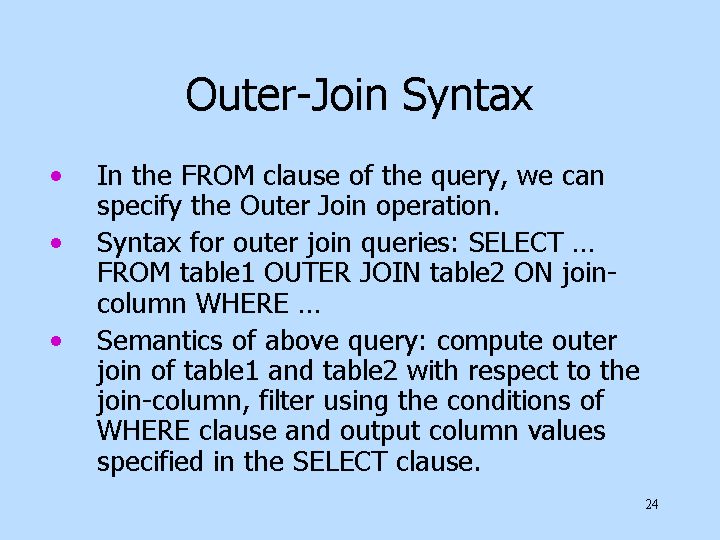 Outer-Join Syntax
• In the FROM clause of the query, we can
specify the Outer Join operation.
• Syntax for outer join queries: SELECT …
FROM table1 OUTER JOIN table2 ON join-
column WHERE …
• Semantics of above query: compute outer
join of table1 and table2 with respect to the
join-column, filter using the conditions of
WHERE clause and output column values
specified in the SELECT clause.
24